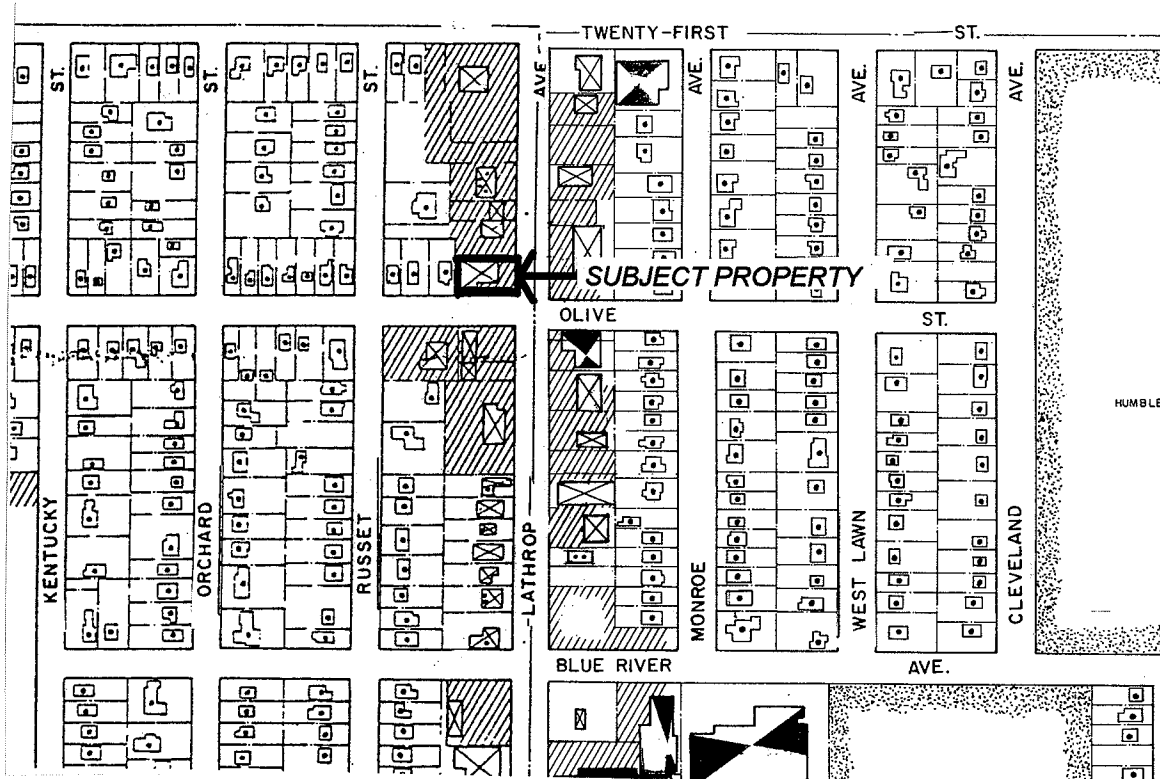 TWENTY-FIRST ST.
ST.
ST.
ST.
AVE.
AVE.
AVE.
AVE.
SUBJECT PROPERTY
OLIVE ST.
HUMBLE
KENTUCKY
ORCHARD
RUSSET
LATHROP
MONROE
WEST LAWN
CLEVELAND
BLUE RIVER AVE.